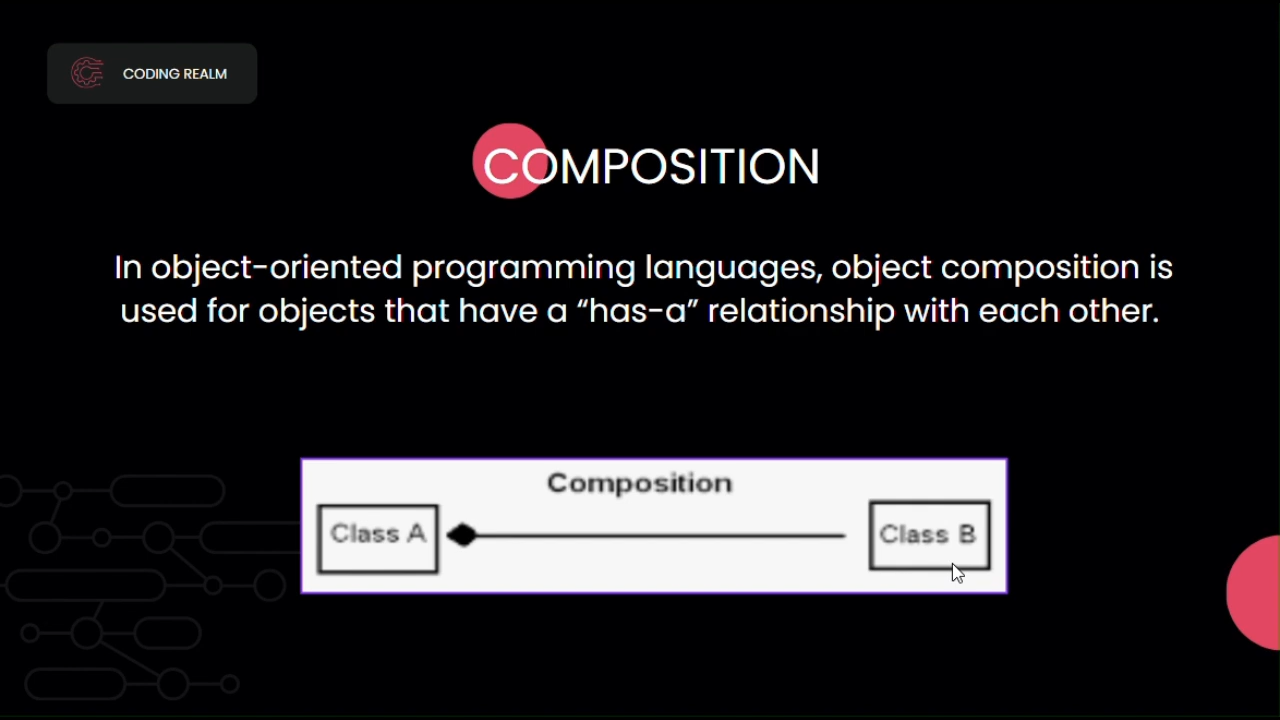 CODING REALM
COMPOSITION
In object-oriented programming languages, object composition is
used for objects that have a “has-a” relationship with each other.
Composition
Class A
Class B